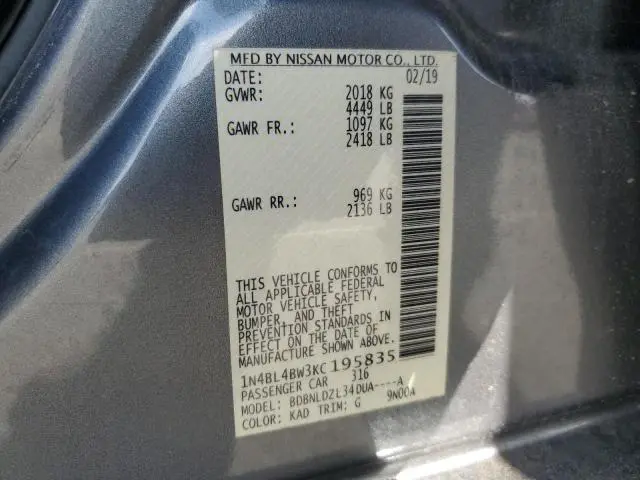 MFD BY NISSAN MOTOR CO., LTD.
DATE: 02/19
GVWR: 2018 KG
4449 LB
GAWR FR.: 1097 KG
2418 LB
GAWR RR.: 969 KG
2136 LB
THIS VEHICLE CONFORMS TO
ALL APPLICABLE FEDERAL
MOTOR VEHICLE SAFETY,
BUMPER, AND THEFT
PREVENTION STANDARDS IN
EFFECT ON THE DATE OF
MANUFACTURE SHOWN ABOVE.
1N4BL4BW3KC195835
PASSENGER CAR 316
MODEL: BDBNLDZL34DUA----A
COLOR: KAD TRIM: G 9N00A